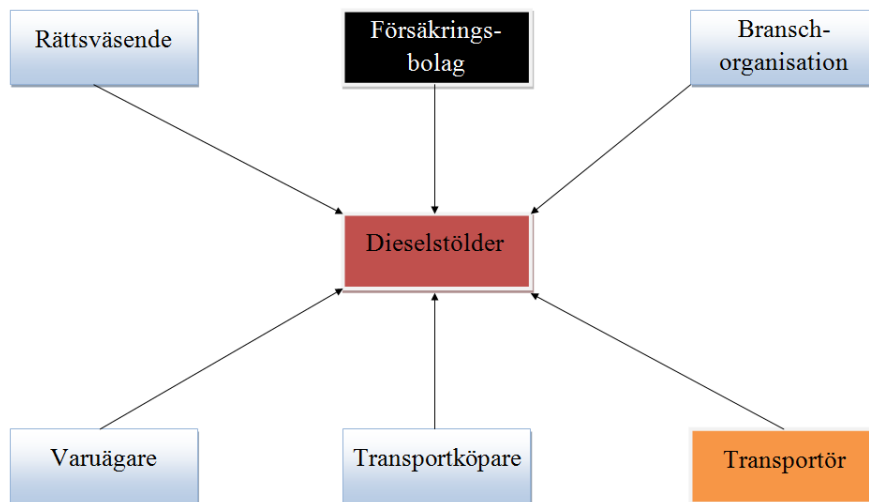 Rättsväsende
Försäkrings-
bolag
Bransch-
organisation
Dieselstölder
Varuägare
Transportköpare
Transportör